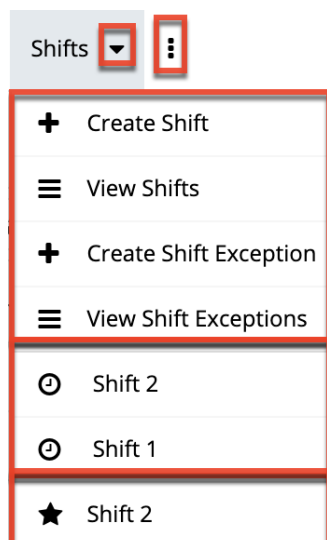 Shifts
Create Shift
View Shifts
Create Shift Exception
View Shift Exceptions
Shift 2
Shift 1
Shift 2